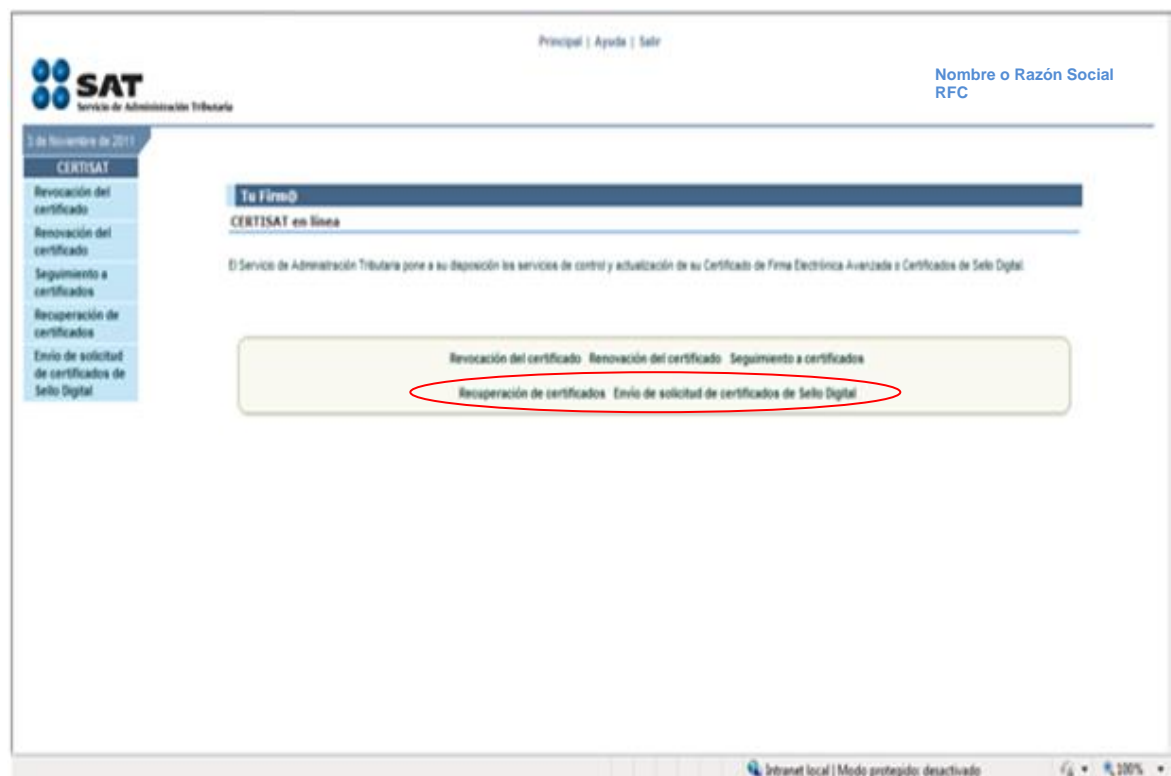 Principal | Ayuda | Salir
SAT
Servicio de Administración Tributaria
Nombre o Razón Social
RFC
3 de Noviembre de 2011
CERTISAT
Revocación del
certificado
Renovación del
certificado
Seguimiento a
certificados
Recuperación de
certificados
Envío de solicitud
de certificados de
Sello Digital
Tu Firm@
CERTISAT en línea
El Servicio de Administración Tributaria pone a su disposición los servicios de control y actualización de su Certificado de Firma Electrónica Avanzada o Certificados de Sello Digital.
Revocación del certificado Renovación del certificado Seguimiento a certificados
Recuperación de certificados Envío de solicitud de certificados de Sello Digital
Intranet local | Modo protegido: desactivado
100%